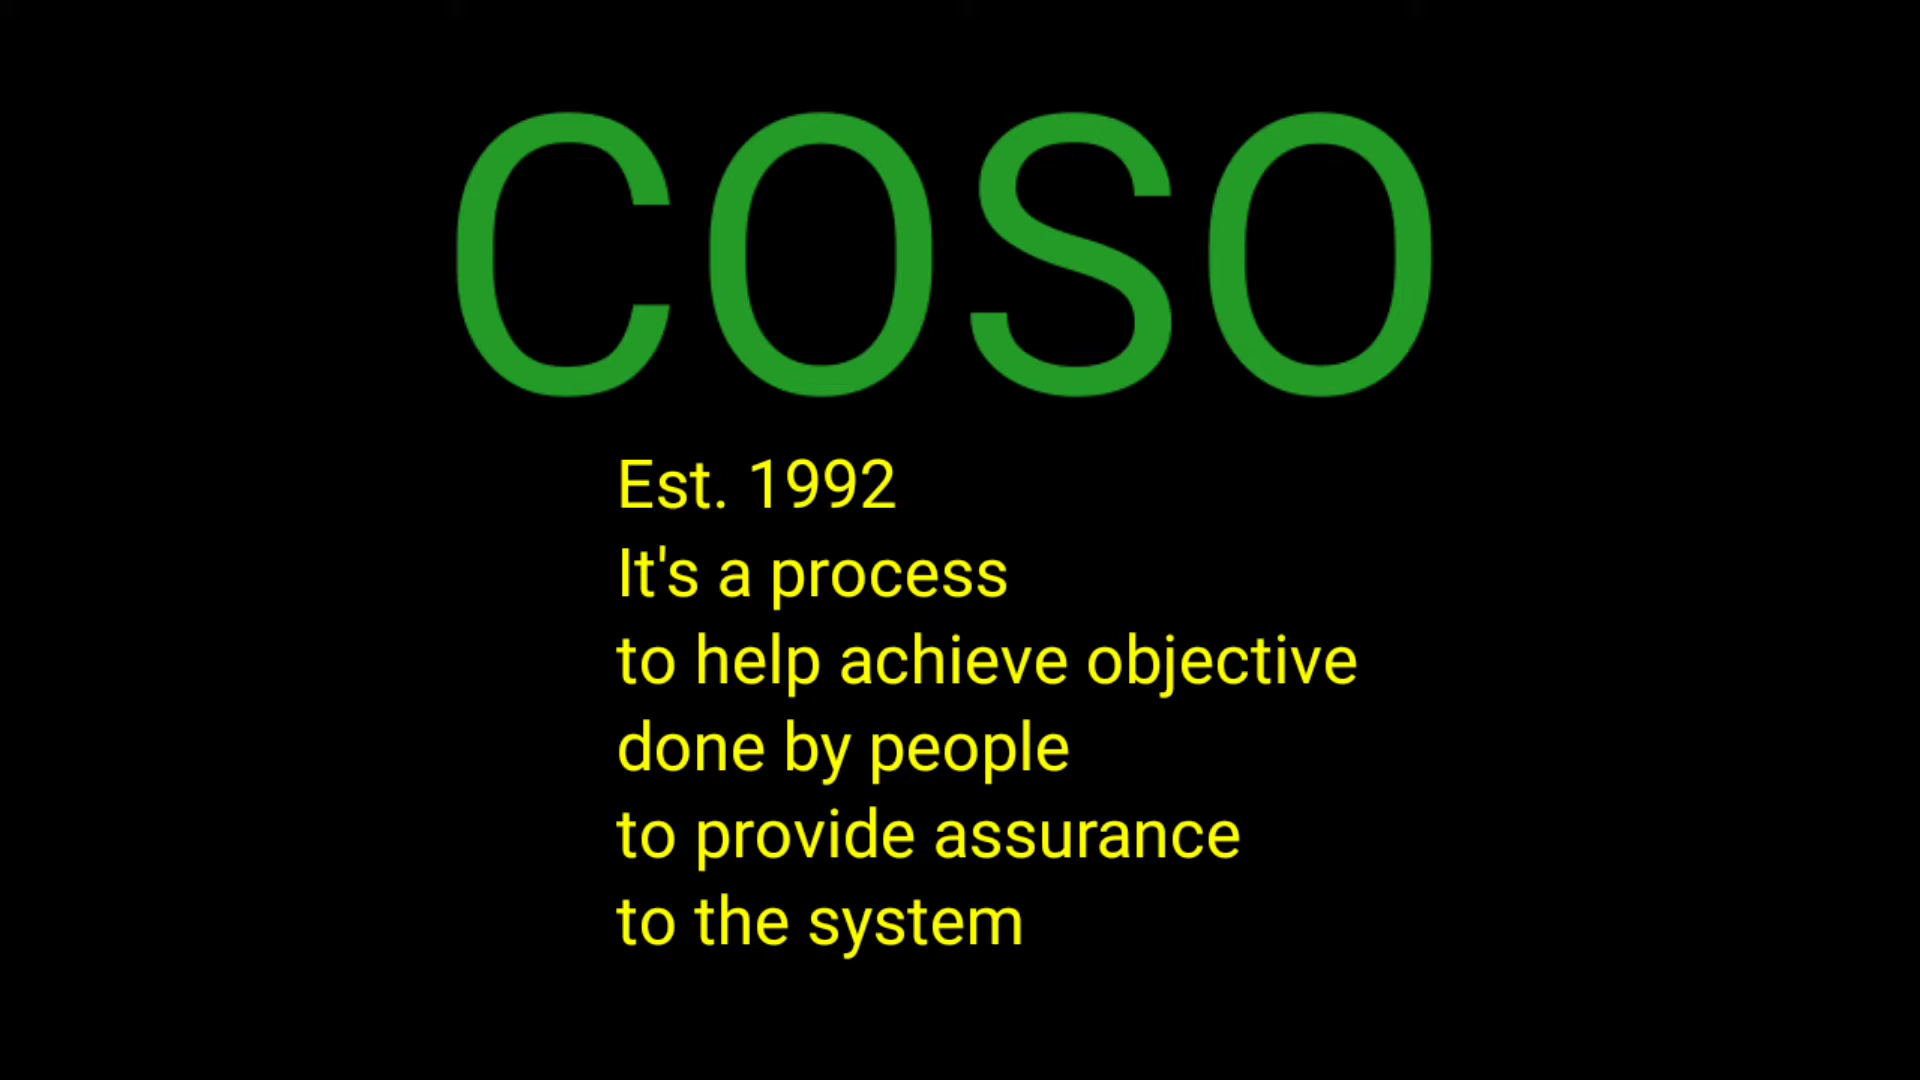 COSO
Est. 1992
It's a process
to help achieve objective
done by people
to provide assurance
to the system